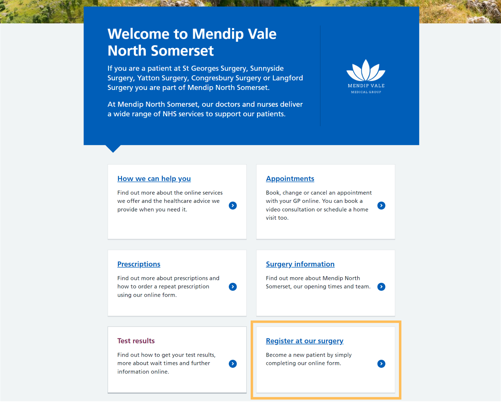 Welcome to Mendip Vale
North Somerset
If you are a patient at St Georges Surgery, Sunnyside
Surgery, Yatton Surgery, Congresbury Surgery or Langford
Surgery you are part of Mendip North Somerset.
At Mendip North Somerset, our doctors and nurses deliver
a wide range of NHS services to support our patients.
MENDIP VALE
MEDICAL GROUP
How we can help you
Find out more about the online services
we offer and the healthcare advice we
provide when you need it.
Appointments
Book, change or cancel an appointment
with your GP online. You can book a
video consultation or schedule a home
visit too.
Prescriptions
Find out more about prescriptions and
how to order a repeat prescription
using our online form.
Surgery information
Find out more about Mendip North
Somerset, our opening times and team.
Test results
Find out how to get your test results,
more about wait times and further
information online.
Register at our surgery
Become a new patient by simply
completing our online form.